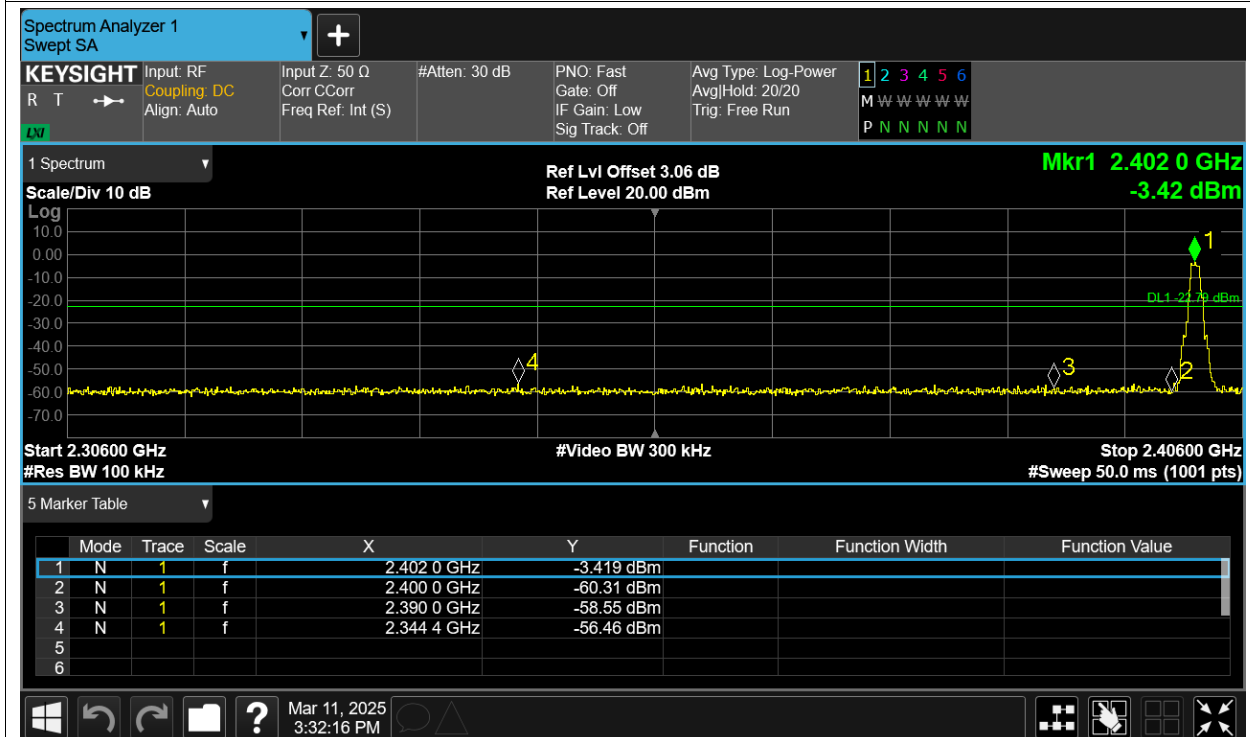 Spectrum Analyzer 1
Swept SA
KEYSIGHT
R T
LXI
Input: RF
Coupling: DC
Align: Auto
Input Z: 50 Ω
Corr CCorr
Freq Ref: Int (S)
#Atten: 30 dB
PNO: Fast
Gate: Off
IF Gain: Low
Sig Track: Off
Avg Type: Log-Power
Avg|Hold: 20/20
Trig: Free Run
1 2 3 4 5 6
M W W W W W W
P N N N N N N
1 Spectrum
Scale/Div 10 dB
Ref Lvl Offset 3.06 dB
Ref Level 20.00 dBm
Mkr1 2.402 0 GHz
-3.42 dBm
Log
10.0
0.00
-10.0
-20.0
-30.0
-40.0
-50.0
-60.0
-70.0
1
DL1 -22.79 dBm
4
3
2
Start 2.30600 GHz
#Res BW 100 kHz
#Video BW 300 kHz
Stop 2.40600 GHz
#Sweep 50.0 ms (1001 pts)
5 Marker Table
Mode Trace Scale X Y Function Function Width Function Value
1 N 1 f 2.402 0 GHz -3.419 dBm
2 N 1 f 2.400 0 GHz -60.31 dBm
3 N 1 f 2.390 0 GHz -58.55 dBm
4 N 1 f 2.344 4 GHz -56.46 dBm
5
6
?
Mar 11, 2025
3:32:16 PM